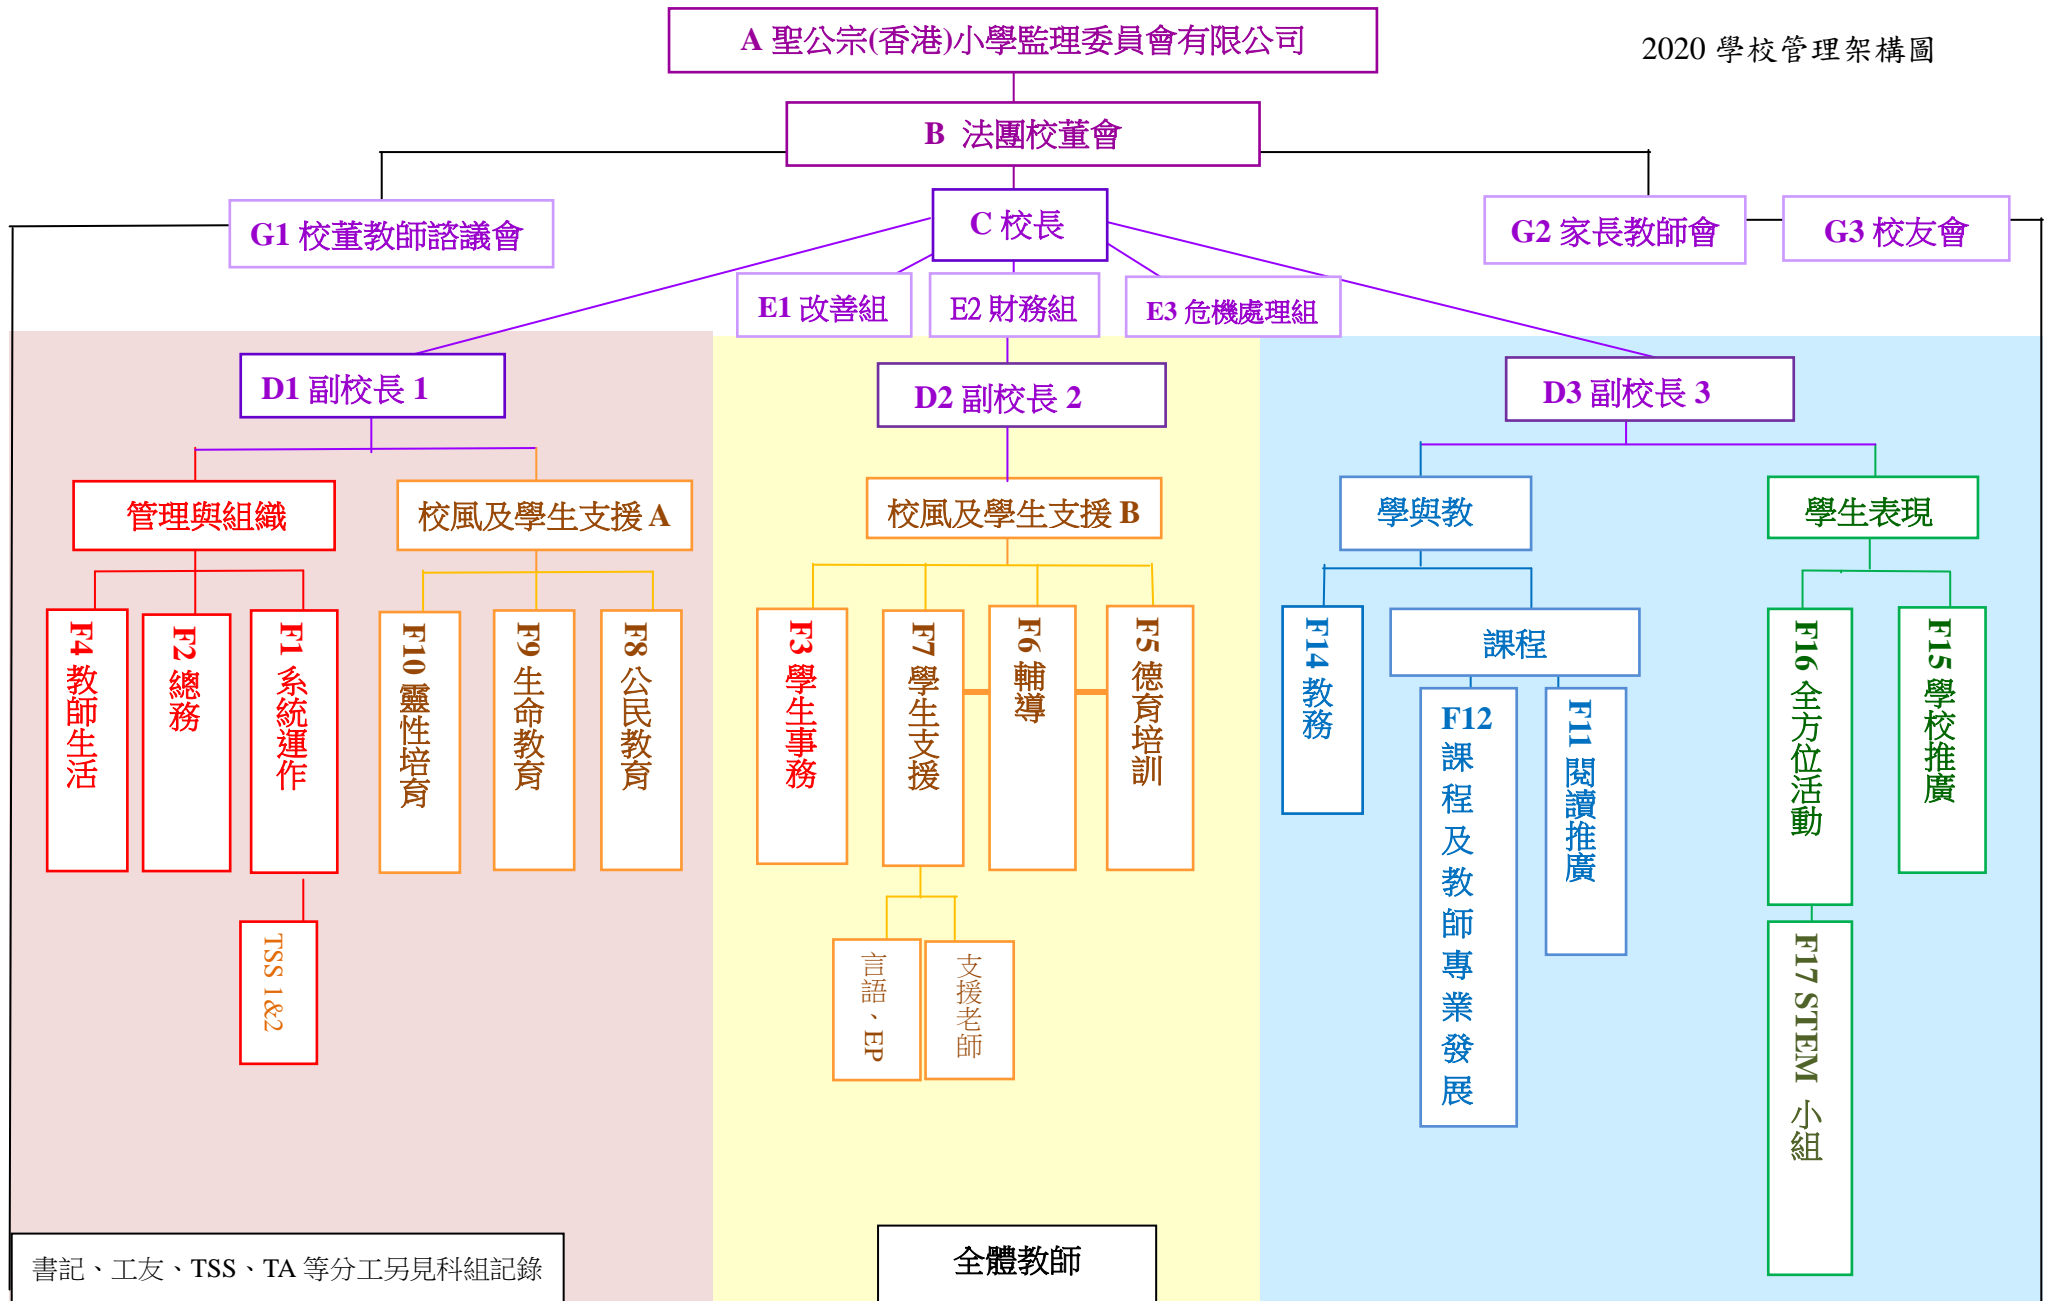 A 聖公宗(香港)小學監理委員會有限公司
2020 學校管理架構圖
B 法團校董會
G1 校董教師諮議會
C 校長
G2 家長教師會
G3 校友會
E1 改善組
E2 財務組
E3 危機處理組
D1 副校長 1
D2 副校長 2
D3 副校長 3
管理與組織
校風及學生支援 A
校風及學生支援 B
學與教
學生表現
F4 教師生活
F2 總務
F1 系統運作
F10 靈性培育
F9 生命教育
F8 公民教育
F3 學生事務
F7 學生支援
F6 輔導
F5 德育培訓
F14 教務
課程
F12 課程及教師專業發展
F11 閱讀推廣
F16 全方位活動
F15 學校推廣
TSS 1&2
言語、EP
支援老師
F17 STEM 小組
書記、工友、TSS、TA 等分工另見科組記錄
全體教師